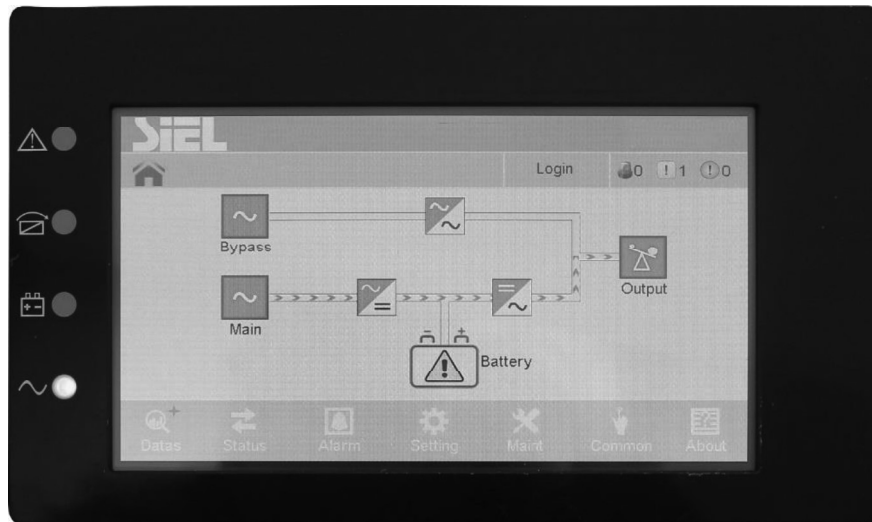 SIEL
Login 0 1 0
Bypass
Output
Main
Battery
Datas Status Alarm Setting Maint Common About